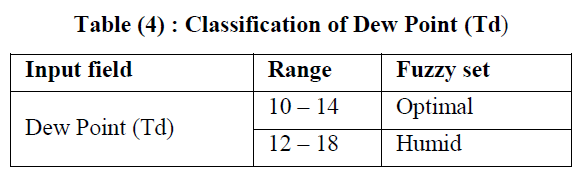 Table (4) : Classification of Dew Point (Td)
Input field Range Fuzzy set
Dew Point (Td)
10 – 14 Optimal
12 – 18 Humid